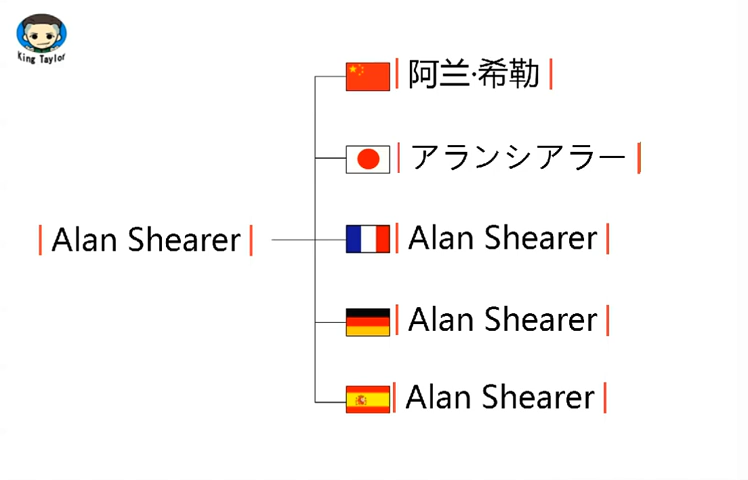 King Taylor
阿兰·希勒
アランシアラー
Alan Shearer
Alan Shearer
Alan Shearer
Alan Shearer